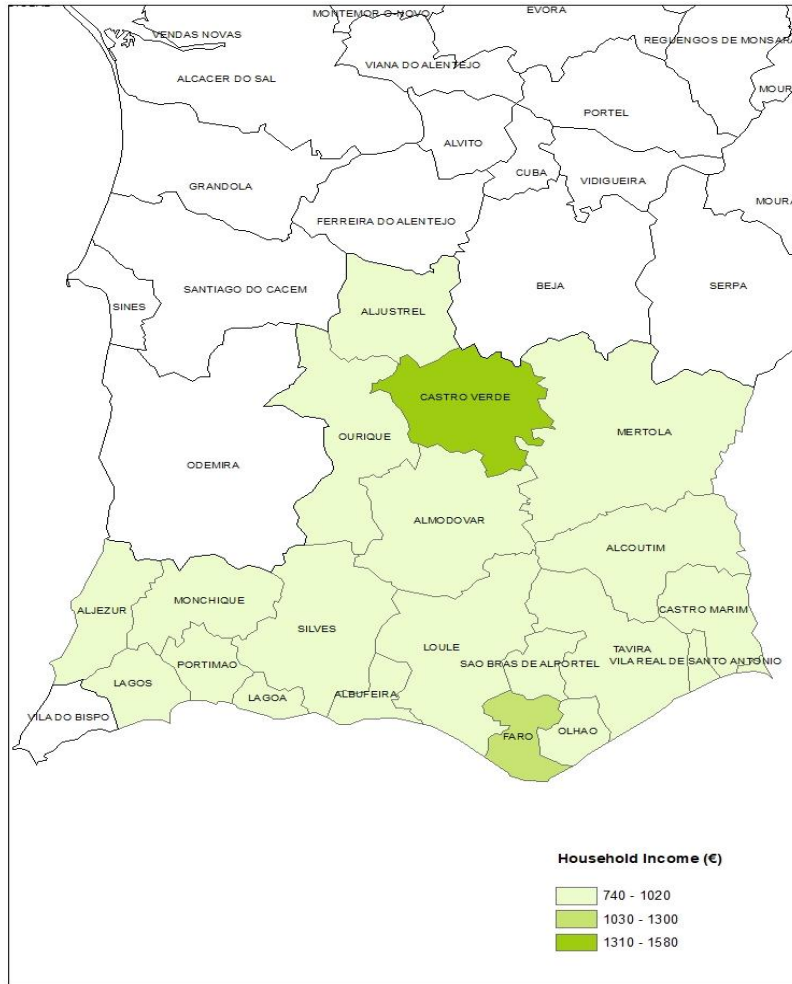 MONTEMOR-O-NOVO
EVORA
VENDAS NOVAS
REGUENGOS DE MONSARA
VIANA DO ALENTEJO
ALCACER DO SAL
MOUR
PORTEL
ALVITO
CUBA
VIDIGUEIRA
GRANDOLA
MOURA
FERREIRA DO ALENTEJO
SANTIAGO DO CACEM
BEJA
SERPA
SINES
ALJUSTREL
CASTRO VERDE
MERTOLA
OURIQUE
ODEMIRA
ALMODOVAR
ALCOUTIM
MONCHIQUE
ALJEZUR
CASTRO MARIM
SILVES
LOULE
TAVIRA
SAO BRAS DE ALPORTEL
VILA REAL DE SANTO ANTONIO
PORTIMAO
LAGOS
LAGOA
ALBUFEIRA
VILA DO BISPO
FARO
OLHAO
Household Income (€)
740 - 1020
1030 - 1300
1310 - 1580